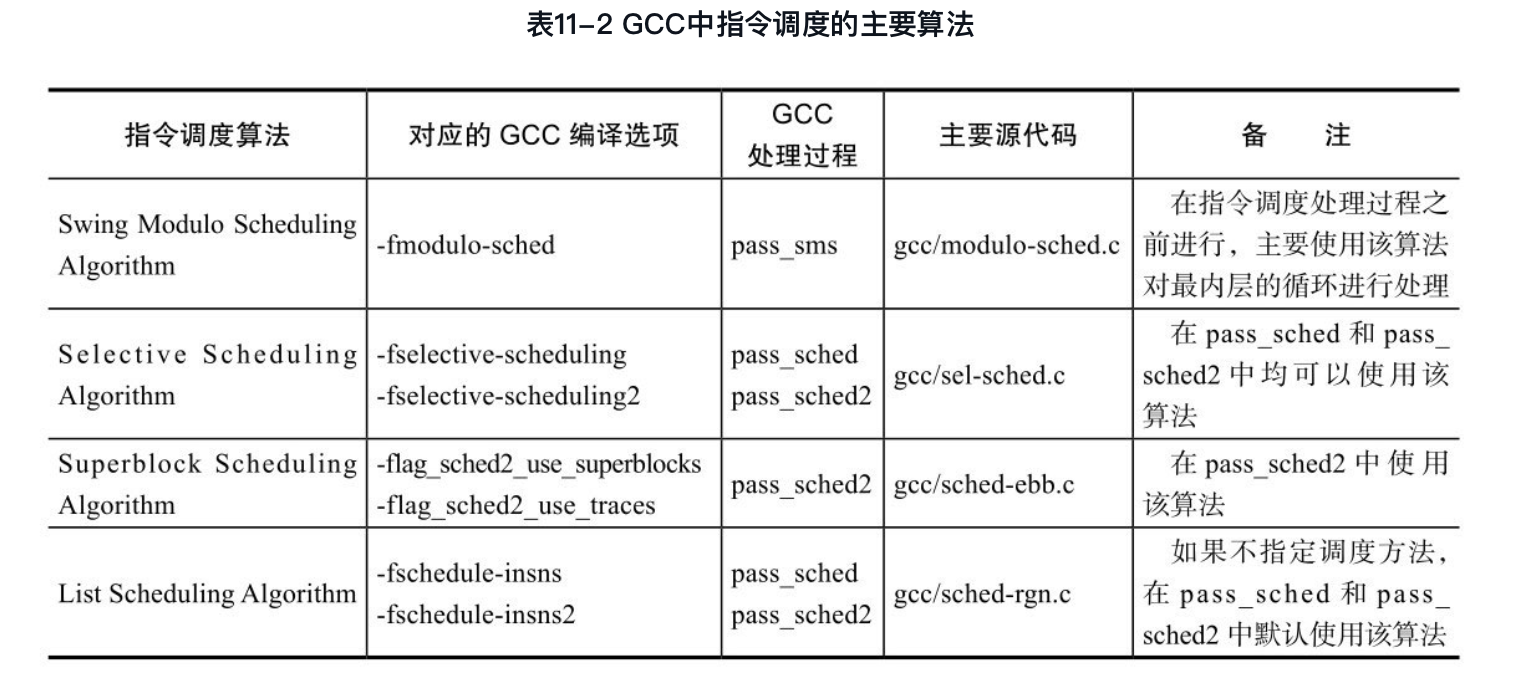 表11-2 GCC中指令调度的主要算法
指令调度算法
对应的 GCC 编译选项
GCC
处理过程
主要源代码
备 注
Swing Modulo Scheduling
Algorithm
-fmodulo-sched
pass_sms
gcc/modulo-sched.c
在指令调度处理过程之
前进行，主要使用该算法
对最内层的循环进行处理
Selective Scheduling
Algorithm
-fselective-scheduling
-fselective-scheduling2
pass_sched
pass_sched2
gcc/sel-sched.c
在 pass_sched 和 pass_
sched2 中均可以使用该
算法
Superblock Scheduling
Algorithm
-flag_sched2_use_superblocks
-flag_sched2_use_traces
pass_sched2
gcc/sched-ebb.c
在 pass_sched2 中使用
该算法
List Scheduling Algorithm
-fschedule-insns
-fschedule-insns2
pass_sched
pass_sched2
gcc/sched-rgn.c
如果不指定调度方法，
在 pass_sched 和 pass_
sched2 中默认使用该算法